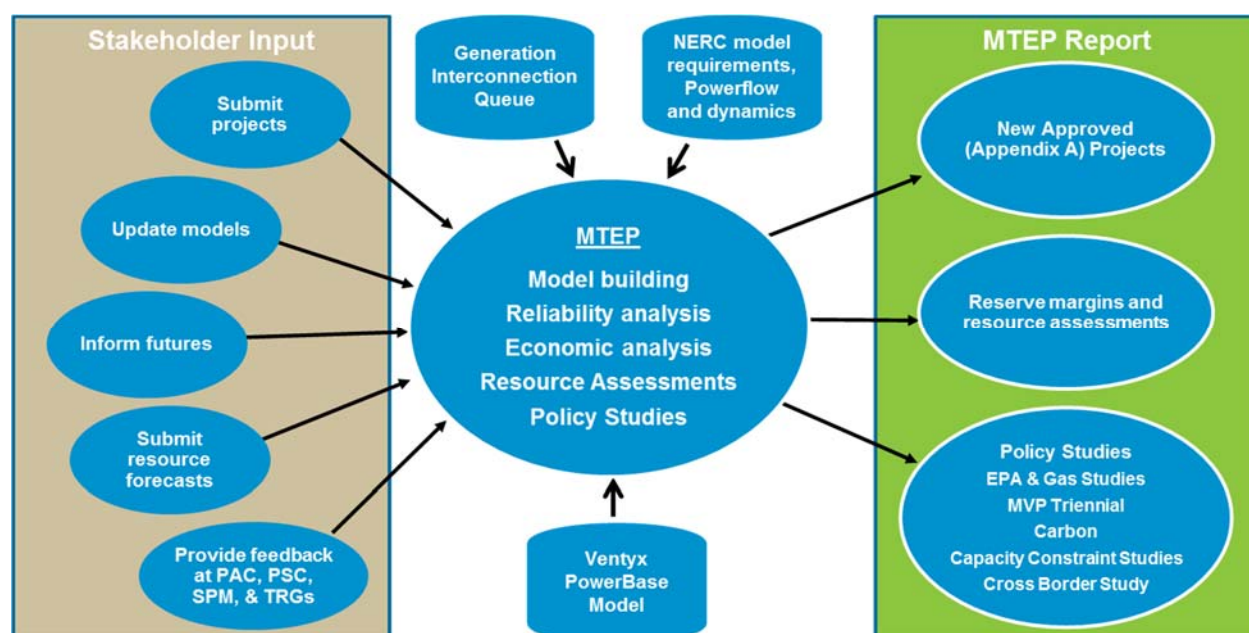 Stakeholder Input
Submit
projects
Update models
Inform futures
Submit
resource
forecasts
Provide feedback
at PAC, PSC,
SPM, & TRGs
Generation
Interconnection
Queue
NERC model
requirements,
Powerflow
and dynamics
MTEP
Model building
Reliability analysis
Economic analysis
Resource Assessments
Policy Studies
Ventyx
PowerBase
Model
MTEP Report
New Approved
(Appendix A) Projects
Reserve margins and
resource assessments
Policy Studies
EPA & Gas Studies
MVP Triennial
Carbon
Capacity Constraint Studies
Cross Border Study